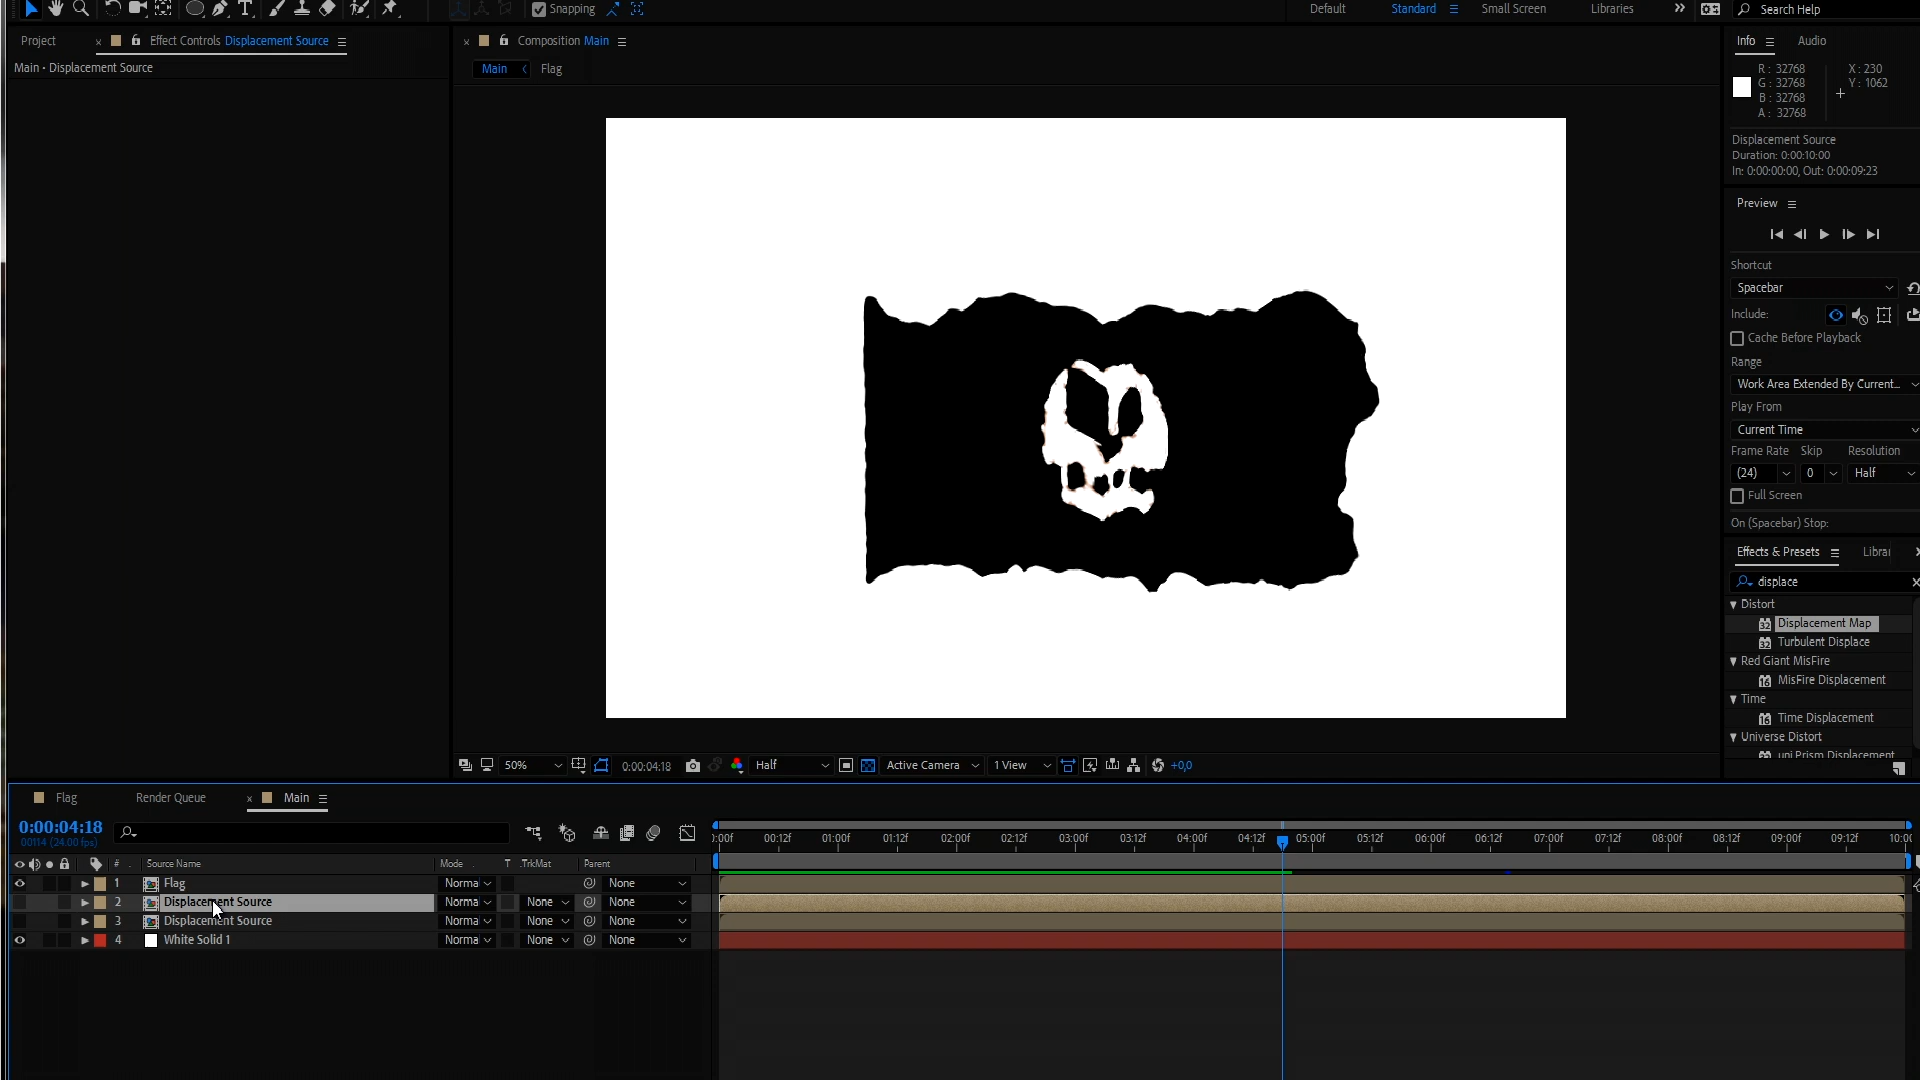 Snapping
Default
Standard
Small Screen
Libraries
Search Help
Project
Effect Controls Displacement Source
Composition Main
Info
Audio
Main • Displacement Source
Main
Flag
R: 32768
G: 32768
B: 32768
A: 32768
X: 230
Y: 1062
Displacement Source
Duration: 0:00:10:00
In: 0:00:00:00, Out: 0:00:09:23
Preview
Shortcut
Spacebar
Include:
Cache Before Playback
Range
Work Area Extended By Current...
Play From
Current Time
Frame Rate Skip Resolution
(24) 0 Half
Full Screen
On (Spacebar) Stop:
Effects & Presets
Librai
displace
Distort
Displacement Map
Turbulent Displace
Red Giant MisFire
MisFire Displacement
Time
Time Displacement
Universe Distort
uni.Prism Displacement
50%
0:00:04:18
Half
Active Camera
1 View
+0,0
Flag
Render Queue
Main
0:00:04:18
00114 (24.00 fps)
:00f 00:12f 01:00f 01:12f 02:00f 02:12f 03:00f 03:12f 04:00f 04:12f 05:00f 05:12f 06:00f 06:12f 07:00f 07:12f 08:00f 08:12f 09:00f 09:12f 10:00
# Source Name Mode T .TrkMat Parent
1 Flag Norma None
2 Displacement Source Norma None None
3 Displacement Source Norma None None
4 White Solid 1 Norma None None